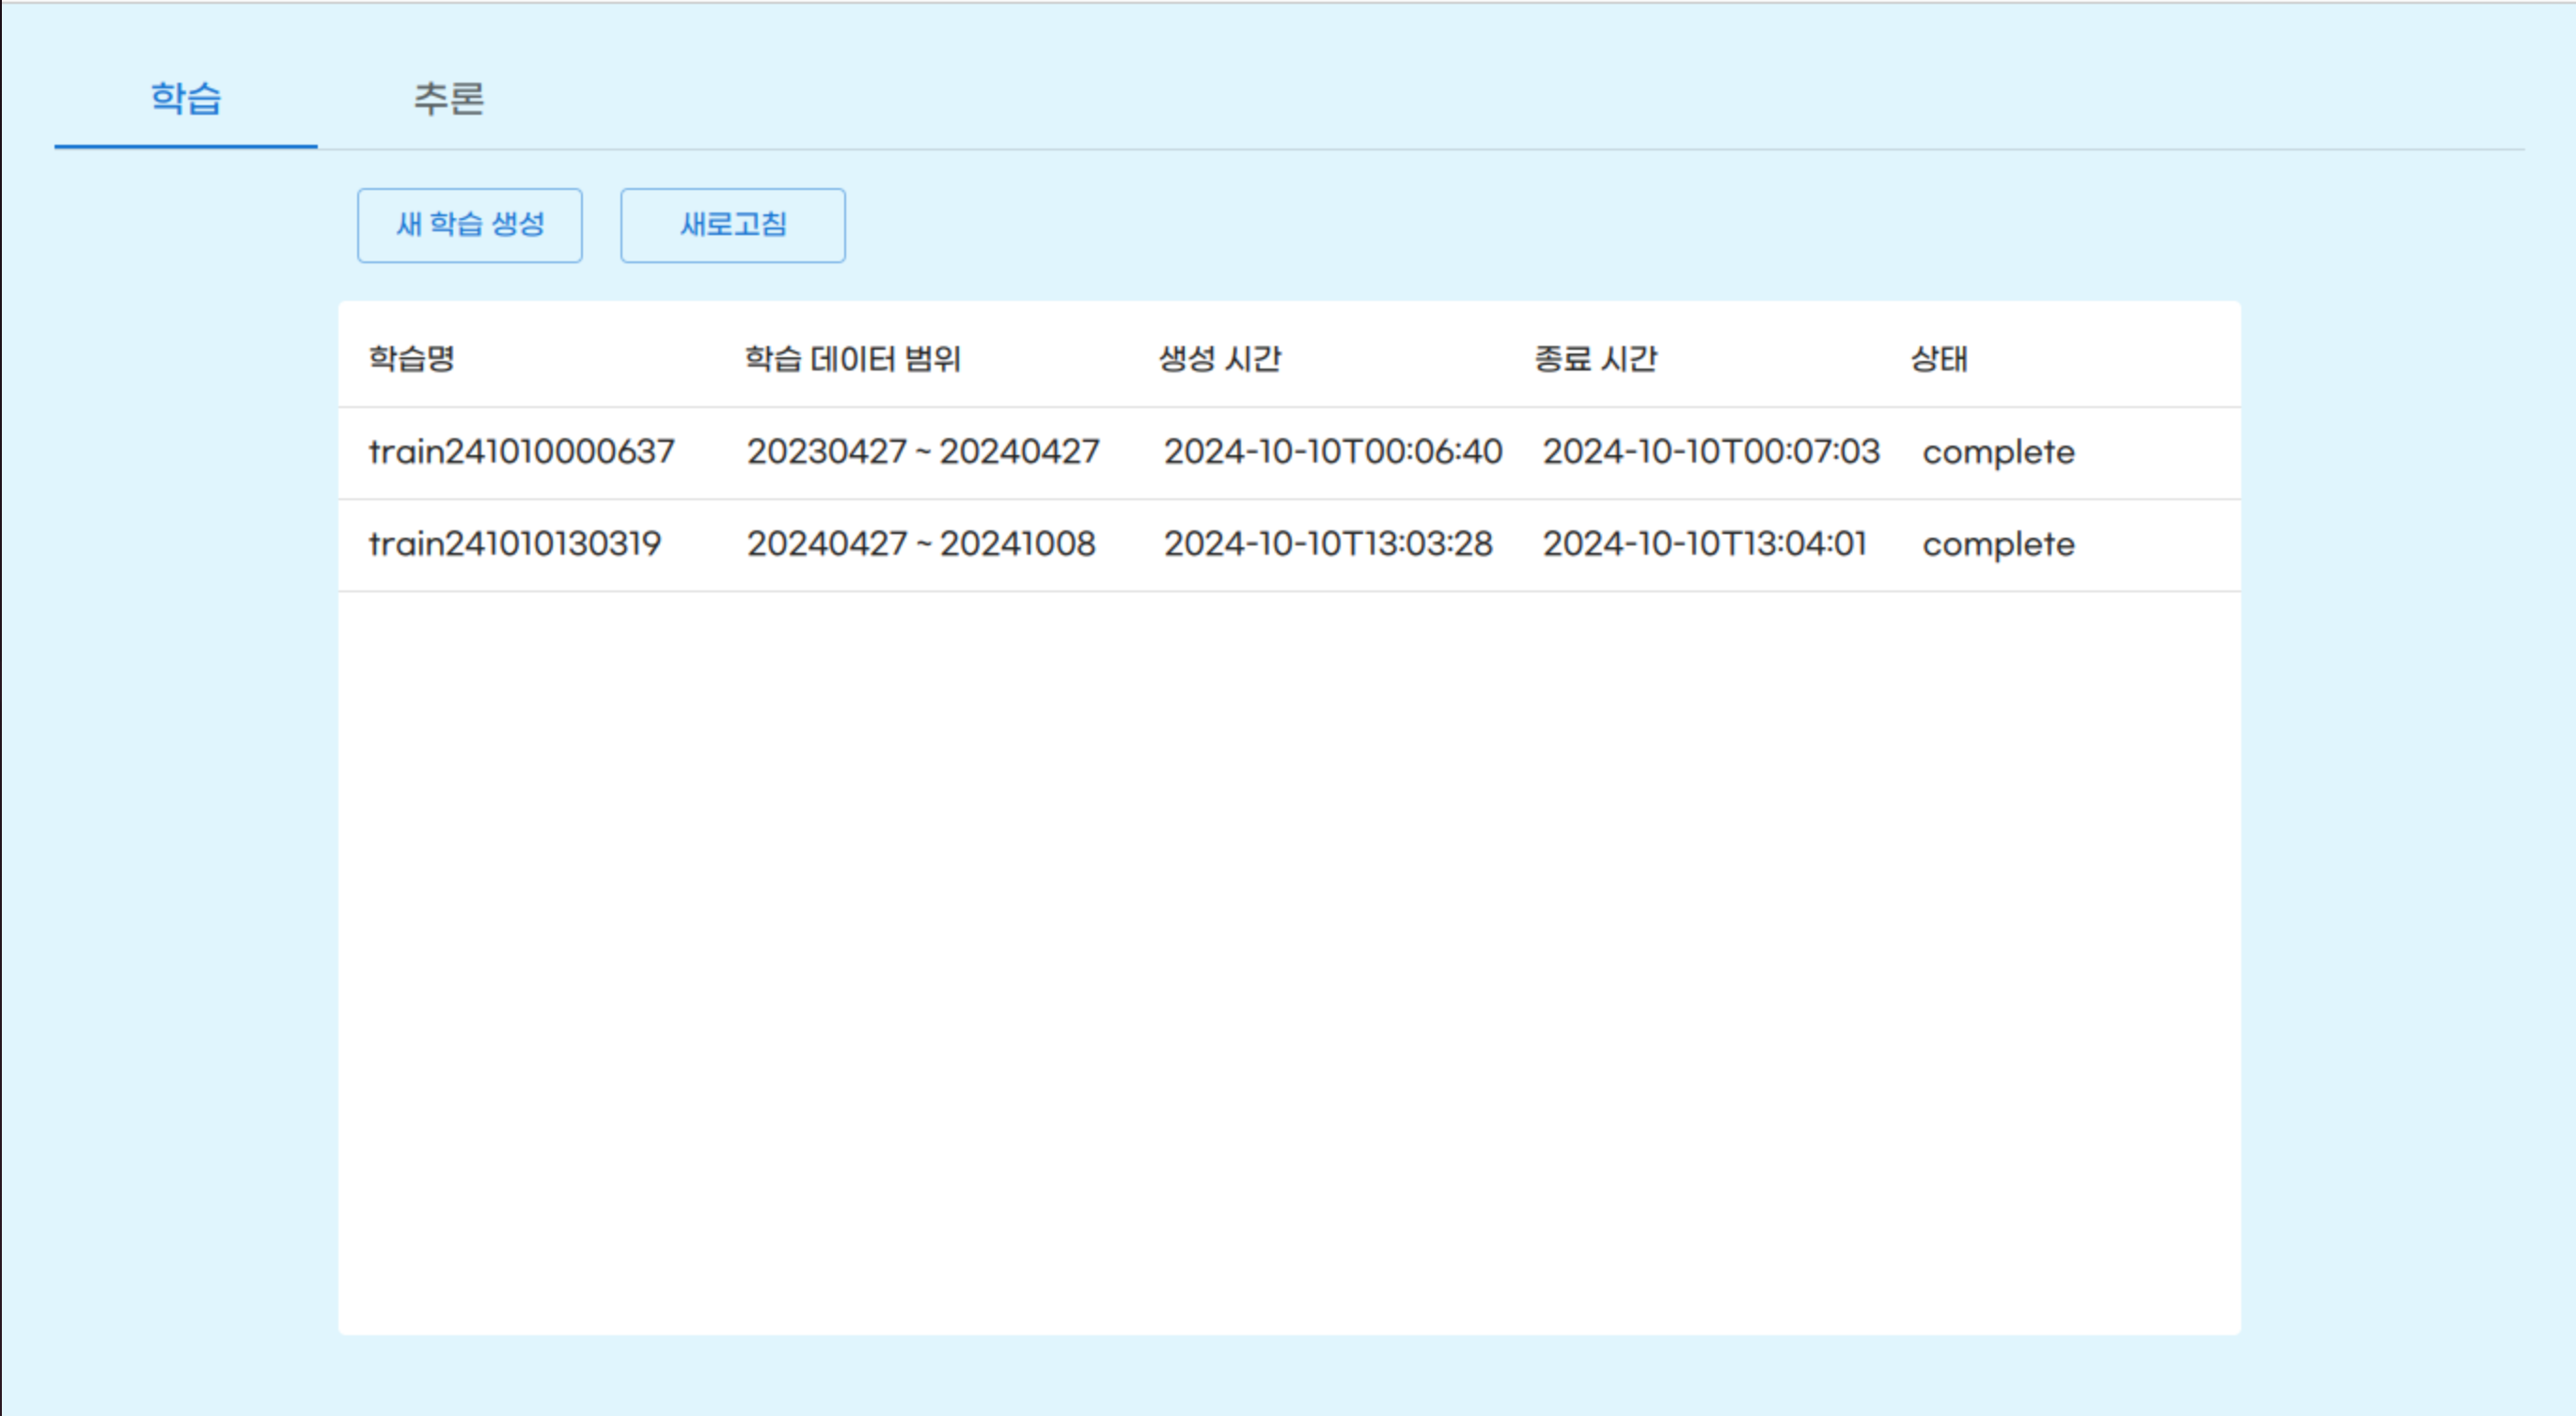 학습 추론
새 학습 생성 새로고침
학습명 학습 데이터 범위 생성 시간 종료 시간 상태
train241010000637 20230427 ~ 20240427 2024-10-10T00:06:40 2024-10-10T00:07:03 complete
train241010130319 20240427 ~ 20241008 2024-10-10T13:03:28 2024-10-10T13:04:01 complete